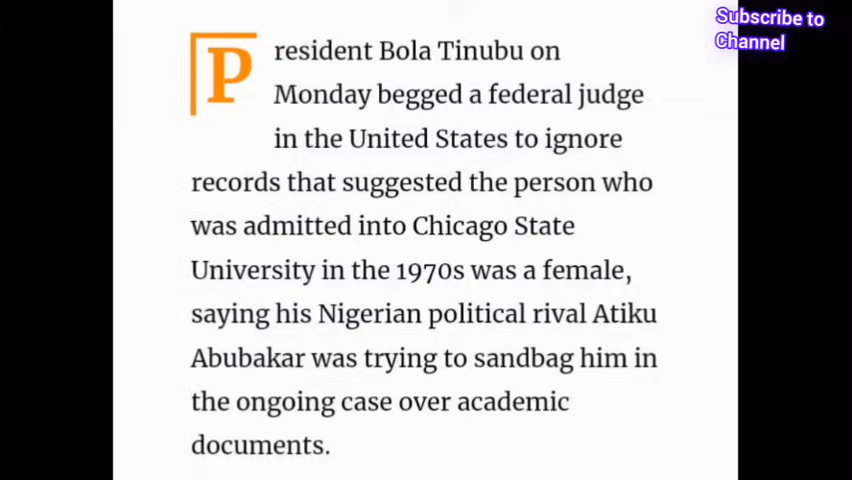 Subscribe to
Channel
President Bola Tinubu on
Monday begged a federal judge
in the United States to ignore
records that suggested the person who
was admitted into Chicago State
University in the 1970s was a female,
saying his Nigerian political rival Atiku
Abubakar was trying to sandbag him in
the ongoing case over academic
documents.